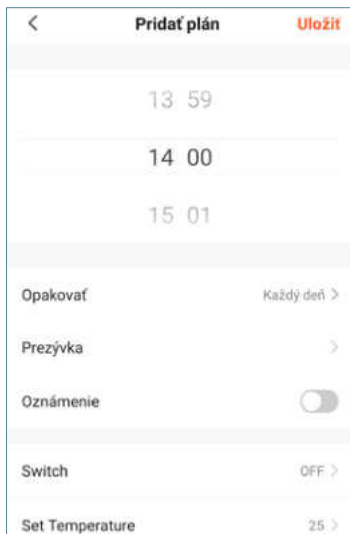 Pridať plán Uložiť
13 59
14 00
15 01
Opakovať Každý deň
Prezývka
Oznámenie
Switch OFF
Set Temperature 25